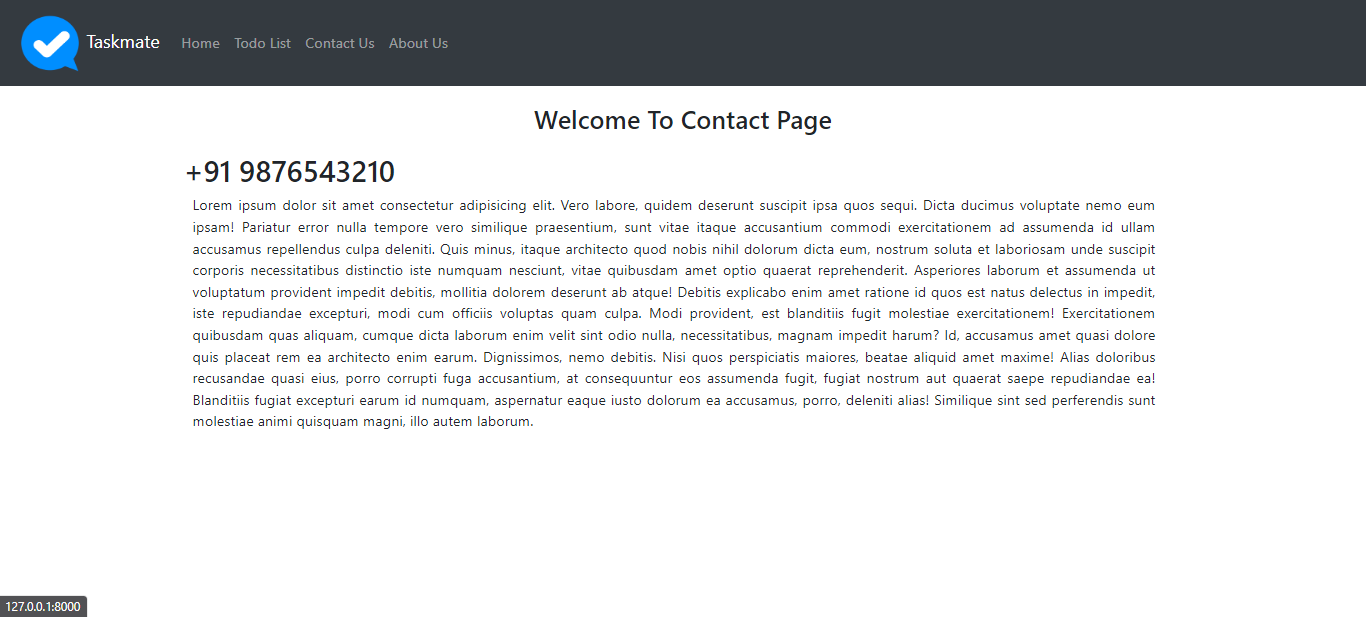 Taskmate Home Todo List Contact Us About Us
Welcome To Contact Page
+91 9876543210
Lorem ipsum dolor sit amet consectetur adipisicing elit. Vero labore, quidem deserunt suscipit ipsa quos sequi. Dicta ducimus voluptate nemo eum
ipsam! Pariatur error nulla tempore vero similique praesentium, sunt vitae itaque accusantium commodi exercitationem ad assumenda id ullam
accusamus repellendus culpa deleniti. Quis minus, itaque architecto quod nobis nihil dolorum dicta eum, nostrum soluta et laboriosam unde suscipit
corporis necessitatibus distinctio iste numquam nesciunt, vitae quibusdam amet optio quaerat reprehenderit. Asperiores laborum et assumenda ut
voluptatum provident impedit debitis, mollitia dolorem deserunt ab atque! Debitis explicabo enim amet ratione id quos est natus delectus in impedit,
iste repudiandae excepturi, modi cum officiis voluptas quam culpa. Modi provident, est blanditiis fugit molestiae exercitationem! Exercitationem
quibusdam quas aliquam, cumque dicta laborum enim velit sint odio nulla, necessitatibus, magnam impedit harum? Id, accusamus amet quasi dolore
quis placeat rem ea architecto enim earum. Dignissimos, nemo debitis. Nisi quos perspiciatis maiores, beatae aliquid amet maxime! Alias doloribus
recusandae quasi eius, porro corrupti fuga accusantium, at consequuntur eos assumenda fugit, fugiat nostrum aut quaerat saepe repudiandae ea!
Blanditiis fugiat excepturi earum id numquam, aspernatur eaque iusto dolorum ea accusamus, porro, deleniti alias! Similique sint sed perferendis sunt
molestiae animi quisquam magni, illo autem laborum.
127.0.0.1:8000